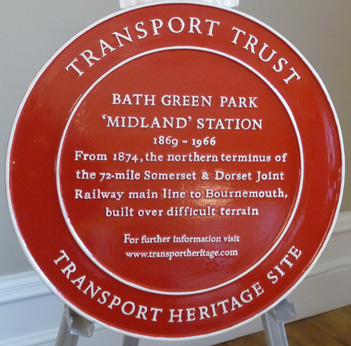 TRANSPORT TRUST
BATH GREEN PARK
'MIDLAND' STATION
1869 - 1966
From 1874, the northern terminus of
the 72-mile Somerset & Dorset Joint
Railway main line to Bournemouth,
built over difficult terrain
For further information visit
www.transportheritage.com
TRANSPORT HERITAGE SITE